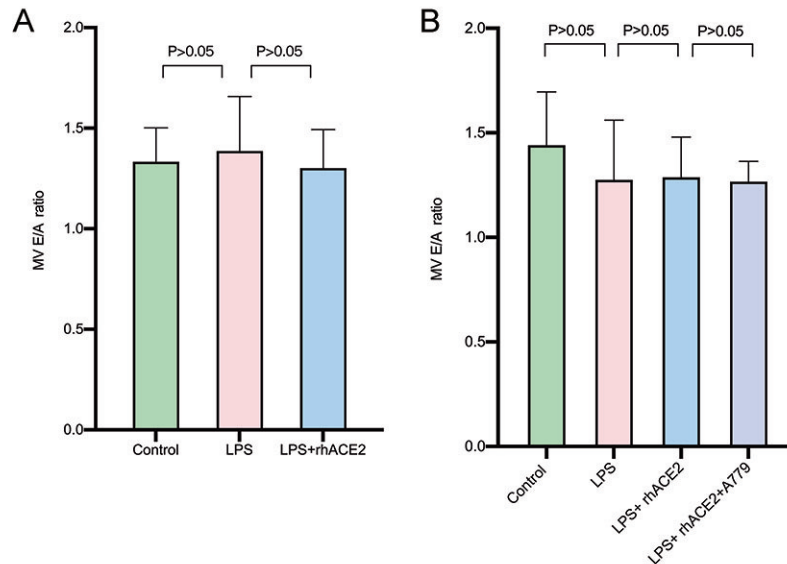 A
2.0
1.5
1.0
0.5
0.0
MV E/A ratio
P>0.05
P>0.05
Control
LPS
LPS+rhACE2
B
2.0
1.5
1.0
0.5
0.0
MV E/A ratio
P>0.05
P>0.05
P>0.05
Control
LPS
LPS+ rhACE2
LPS+ rhACE2+A779